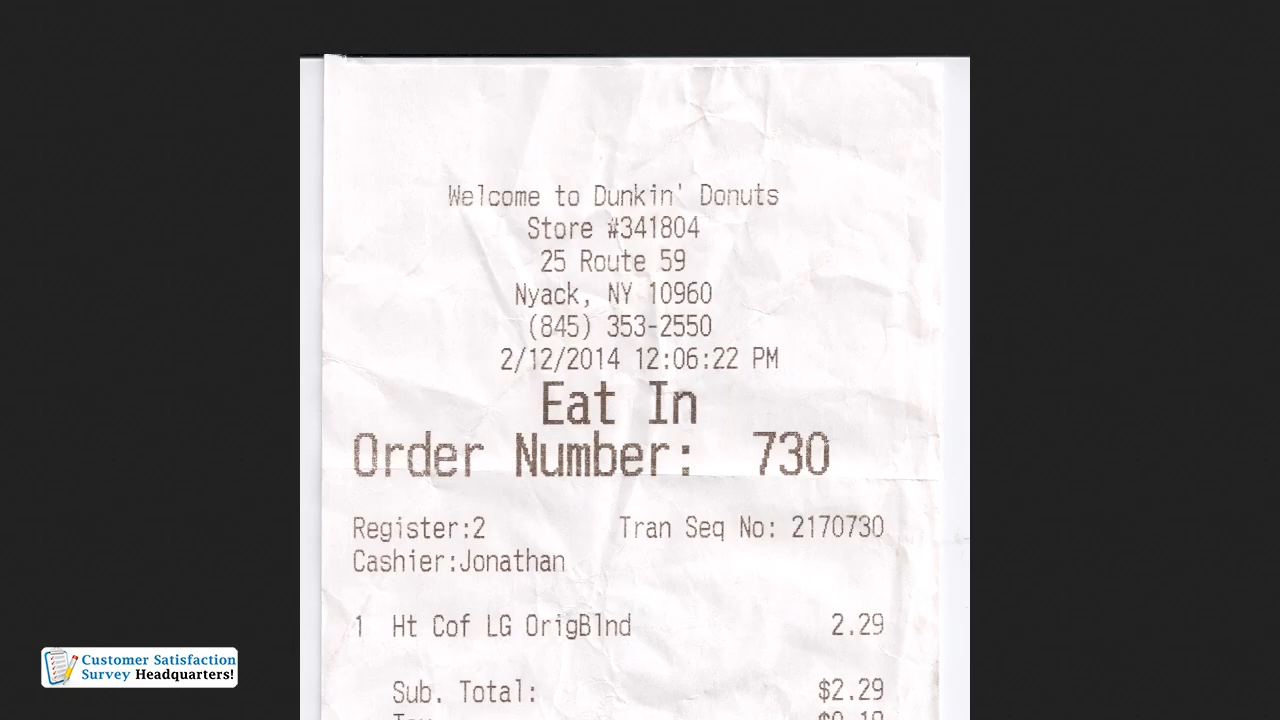 Welcome to Dunkin' Donuts
Store #341804
25 Route 59
Nyack, NY 10960
(845) 353-2550
2/12/2014 12:06:22 PM
Eat In
Order Number: 730
Register:2 Tran Seq No: 2170730
Cashier:Jonathan
1 Ht Cof LG OrigBlnd 2.29
Sub. Total: $2.29
Customer Satisfaction
Survey Headquarters!